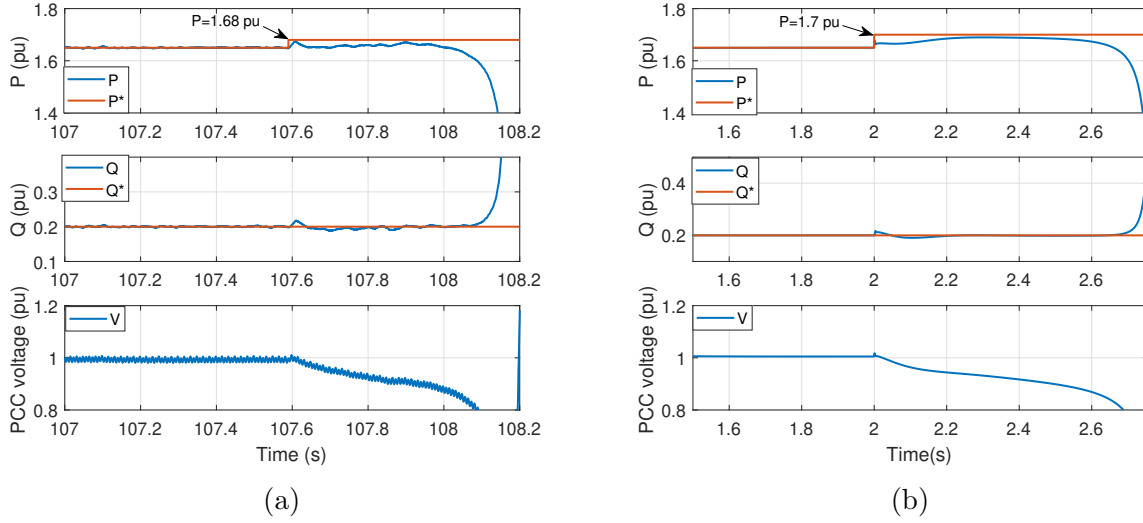 P=1.68 pu
1.8
1.6
1.4
P (pu)
P
P*
107 107.2 107.4 107.6 107.8 108 108.2
Q
Q*
0.3
0.2
0.1
Q (pu)
107 107.2 107.4 107.6 107.8 108 108.2
V
1.2
1
0.8
PCC voltage (pu)
107 107.2 107.4 107.6 107.8 108 108.2
Time (s)
(a)
P=1.7 pu
1.8
1.6
1.4
P (pu)
P
P*
1.6 1.8 2 2.2 2.4 2.6
Q
Q*
0.4
0.2
Q (pu)
1.6 1.8 2 2.2 2.4 2.6
V
1.2
1
0.8
PCC voltage (pu)
1.6 1.8 2 2.2 2.4 2.6
Time(s)
(b)